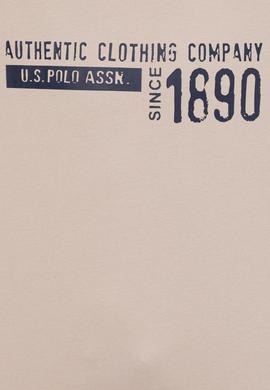 AUTHENTIC CLOTHING COMPANY
U.S.POLO ASSN.
SINCE
1890